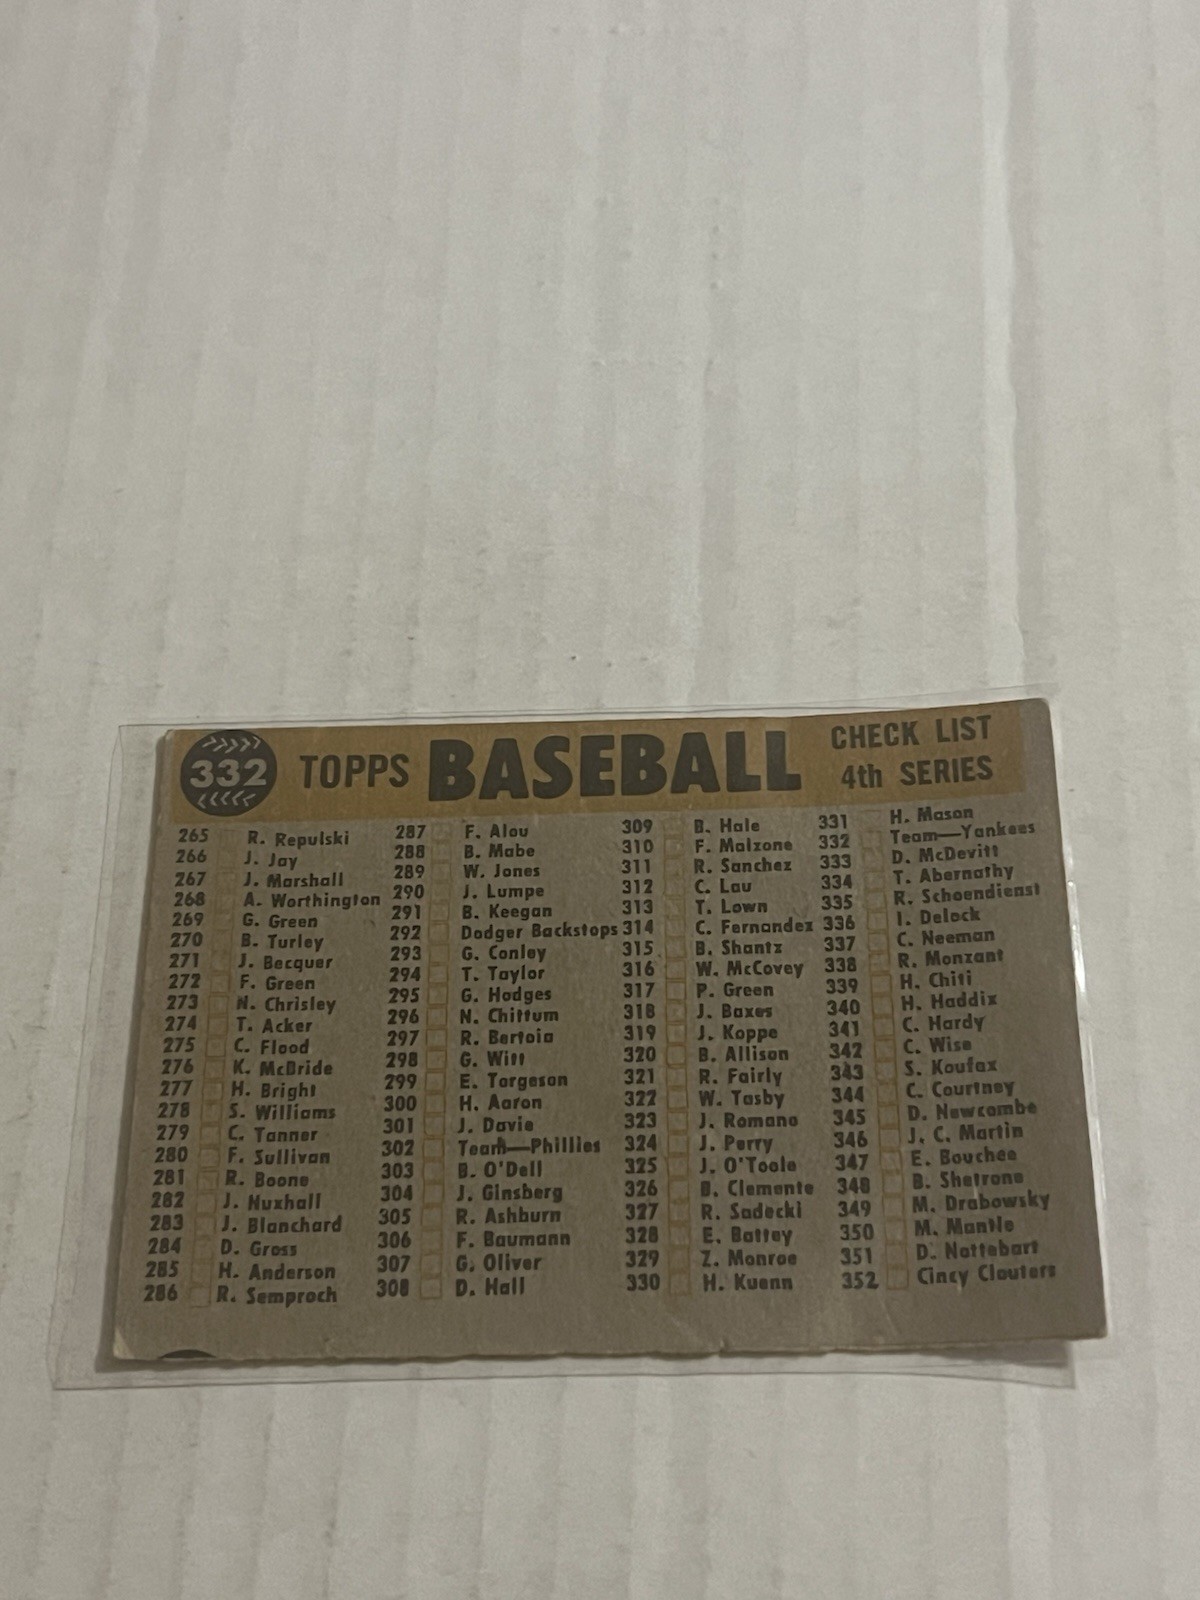 332 TOPPS BASEBALL CHECK LIST
4th SERIES
265 R. Repulski
266 J. Jay
267 J. Marshall
268 A. Worthington
269 G. Green
270 B. Turley
271 J. Becquer
272 F. Green
273 N. Chrisley
274 T. Acker
275 C. Flood
276 K. McBride
277 H. Bright
278 S. Williams
279 C. Tanner
280 F. Sullivan
281 R. Boone
282 J. Nuxhall
283 J. Blanchard
284 D. Gross
285 H. Anderson
286 R. Semproch
287 F. Alou
288 B. Mabe
289 W. Jones
290 J. Lumpe
291 B. Keegan
292 Dodger Backstops
293 G. Conley
294 T. Taylor
295 G. Hodges
296 N. Chittum
297 R. Bertoia
298 G. Witt
299 E. Torgeson
300 H. Aaron
301 J. Davie
302 Team—Phillies
303 B. O'Dell
304 J. Ginsberg
305 R. Ashburn
306 F. Baumann
307 G. Oliver
308 D. Hall
309 B. Hale
310 F. Malzone
311 R. Sanchez
312 C. Lau
313 T. Lown
314 C. Fernandez
315 B. Shantz
316 W. McCovey
317 P. Green
318 J. Baxes
319 J. Koppe
320 B. Allison
321 R. Fairly
322 W. Tasby
323 J. Romano
324 J. Perry
325 J. O'Toole
326 B. Clemente
327 R. Sadecki
328 E. Battey
329 Z. Monroe
330 H. Kuenn
331 H. Mason
332 Team—Yankees
333 D. McDevitt
334 T. Abernathy
335 R. Schoendienst
336 I. Delock
337 C. Neeman
338 R. Monzant
339 H. Chiti
340 H. Haddix
341 C. Hardy
342 C. Wise
343 S. Koufax
344 C. Courtney
345 D. Newcombe
346 J. C. Martin
347 E. Bouchee
348 B. Shetrone
349 M. Drabowsky
350 M. Mantle
351 D. Nottebart
352 Cincy Clouters